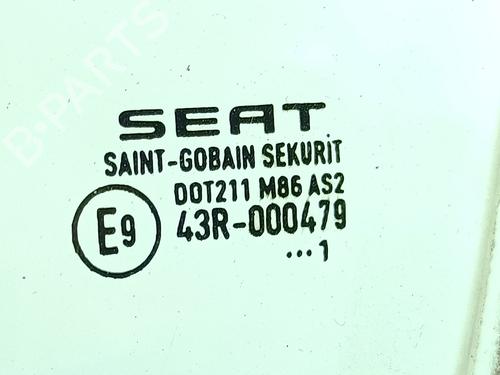 B-PARTS
SEAT
SAINT-GOBAIN SEKURIT
DOT211 M86 AS2
E9 43R-000479
...1